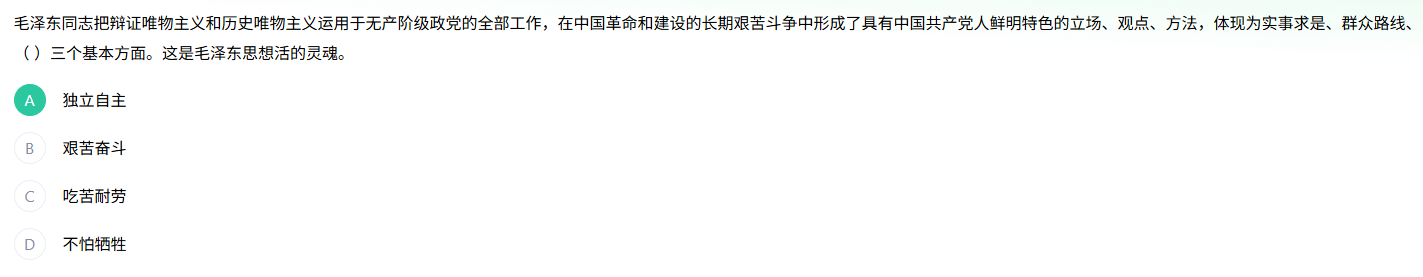 毛泽东同志把辩证唯物主义和历史唯物主义运用于无产阶级政党的全部工作，在中国革命和建设的长期艰苦斗争中形成了具有中国共产党人鲜明特色的立场、观点、方法，体现为实事求是、群众路线、
（ ）三个基本方面。这是毛泽东思想活的灵魂。
A 独立自主
B 艰苦奋斗
C 吃苦耐劳
D 不怕牺牲